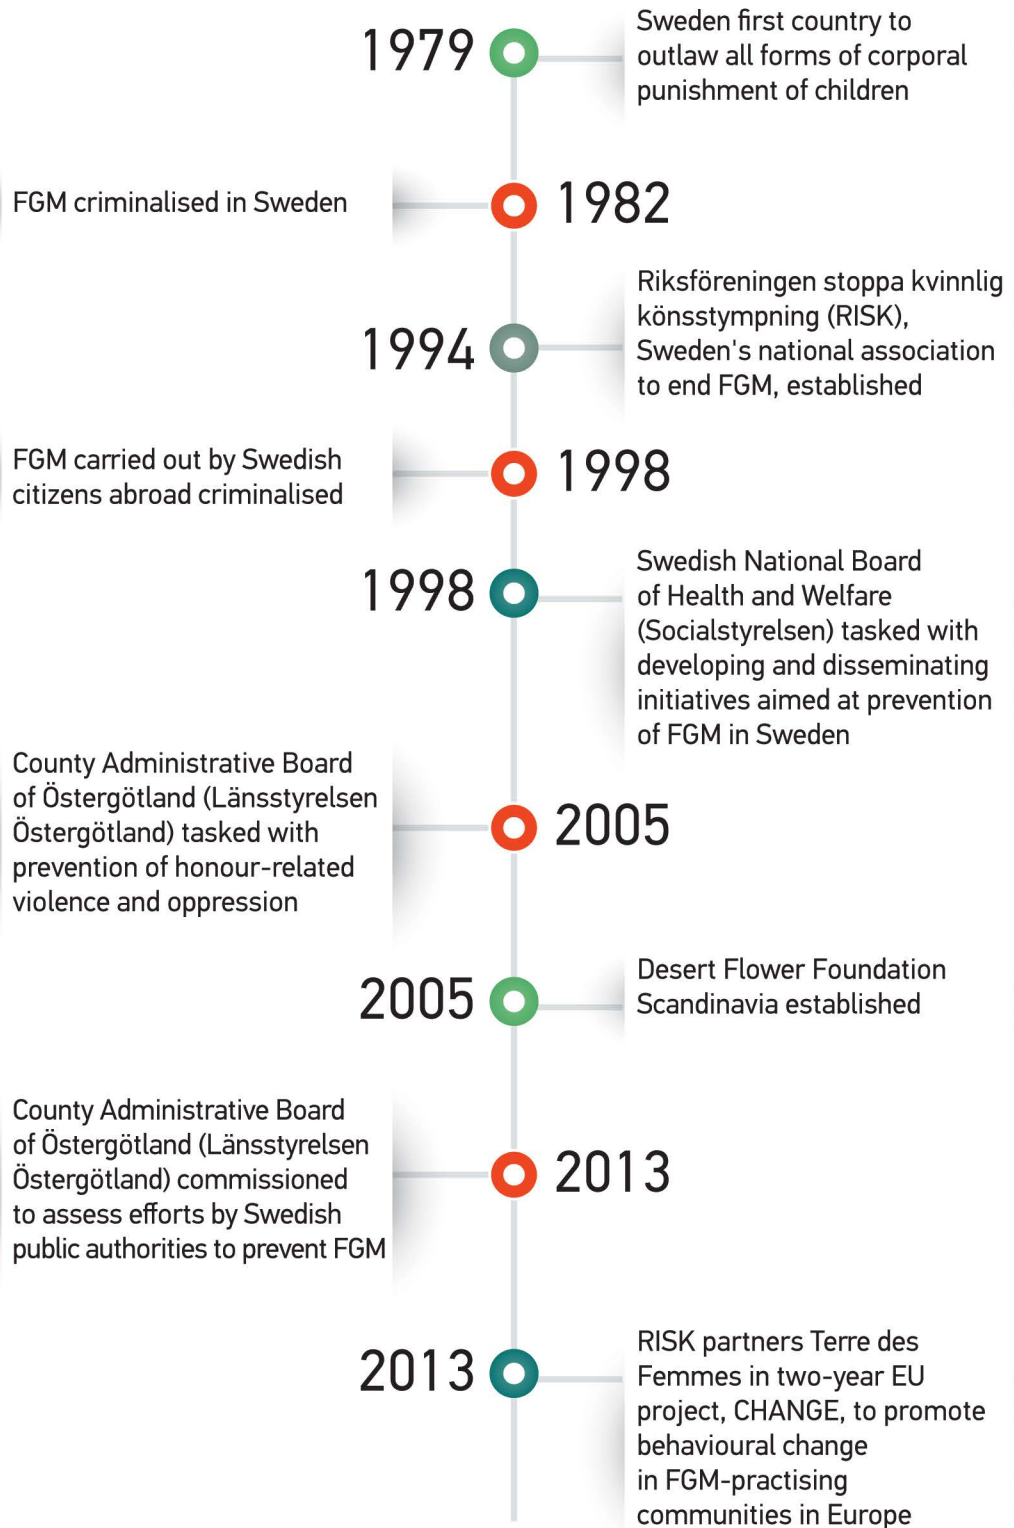 1979
Sweden first country to
outlaw all forms of corporal
punishment of children
FGM criminalised in Sweden
1982
1994
Riksföreningen stoppa kvinnlig
könsstympning (RISK),
Sweden's national association
to end FGM, established
FGM carried out by Swedish
citizens abroad criminalised
1998
1998
Swedish National Board
of Health and Welfare
(Socialstyrelsen) tasked with
developing and disseminating
initiatives aimed at prevention
of FGM in Sweden
County Administrative Board
of Östergötland (Länsstyrelsen
Östergötland) tasked with
prevention of honour-related
violence and oppression
2005
2005
Desert Flower Foundation
Scandinavia established
County Administrative Board
of Östergötland (Länsstyrelsen
Östergötland) commissioned
to assess efforts by Swedish
public authorities to prevent FGM
2013
2013
RISK partners Terre des
Femmes in two-year EU
project, CHANGE, to promote
behavioural change
in FGM-practising
communities in Europe